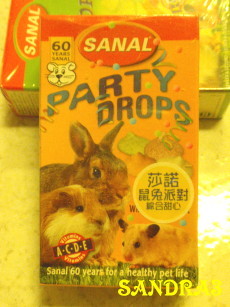 SANAL
60
YEARS
SANAL
SANAL
PARTY
DROPS
莎諾
鼠兔派對
綜合甜心
A·C·D·E
Sanal 60 years for a healthy pet life
SANDRA